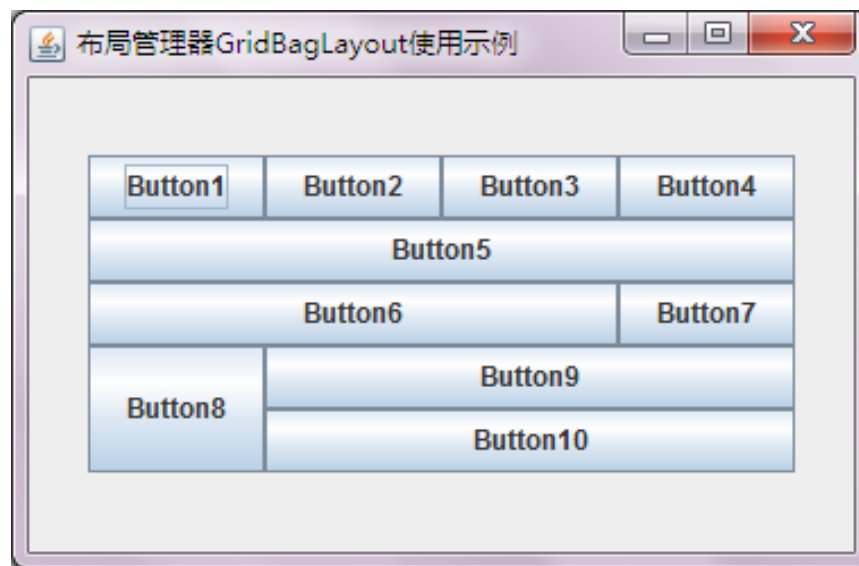 布局管理器GridBagLayout使用示例
Button1 Button2 Button3 Button4
Button5
Button6 Button7
Button8
Button9
Button10